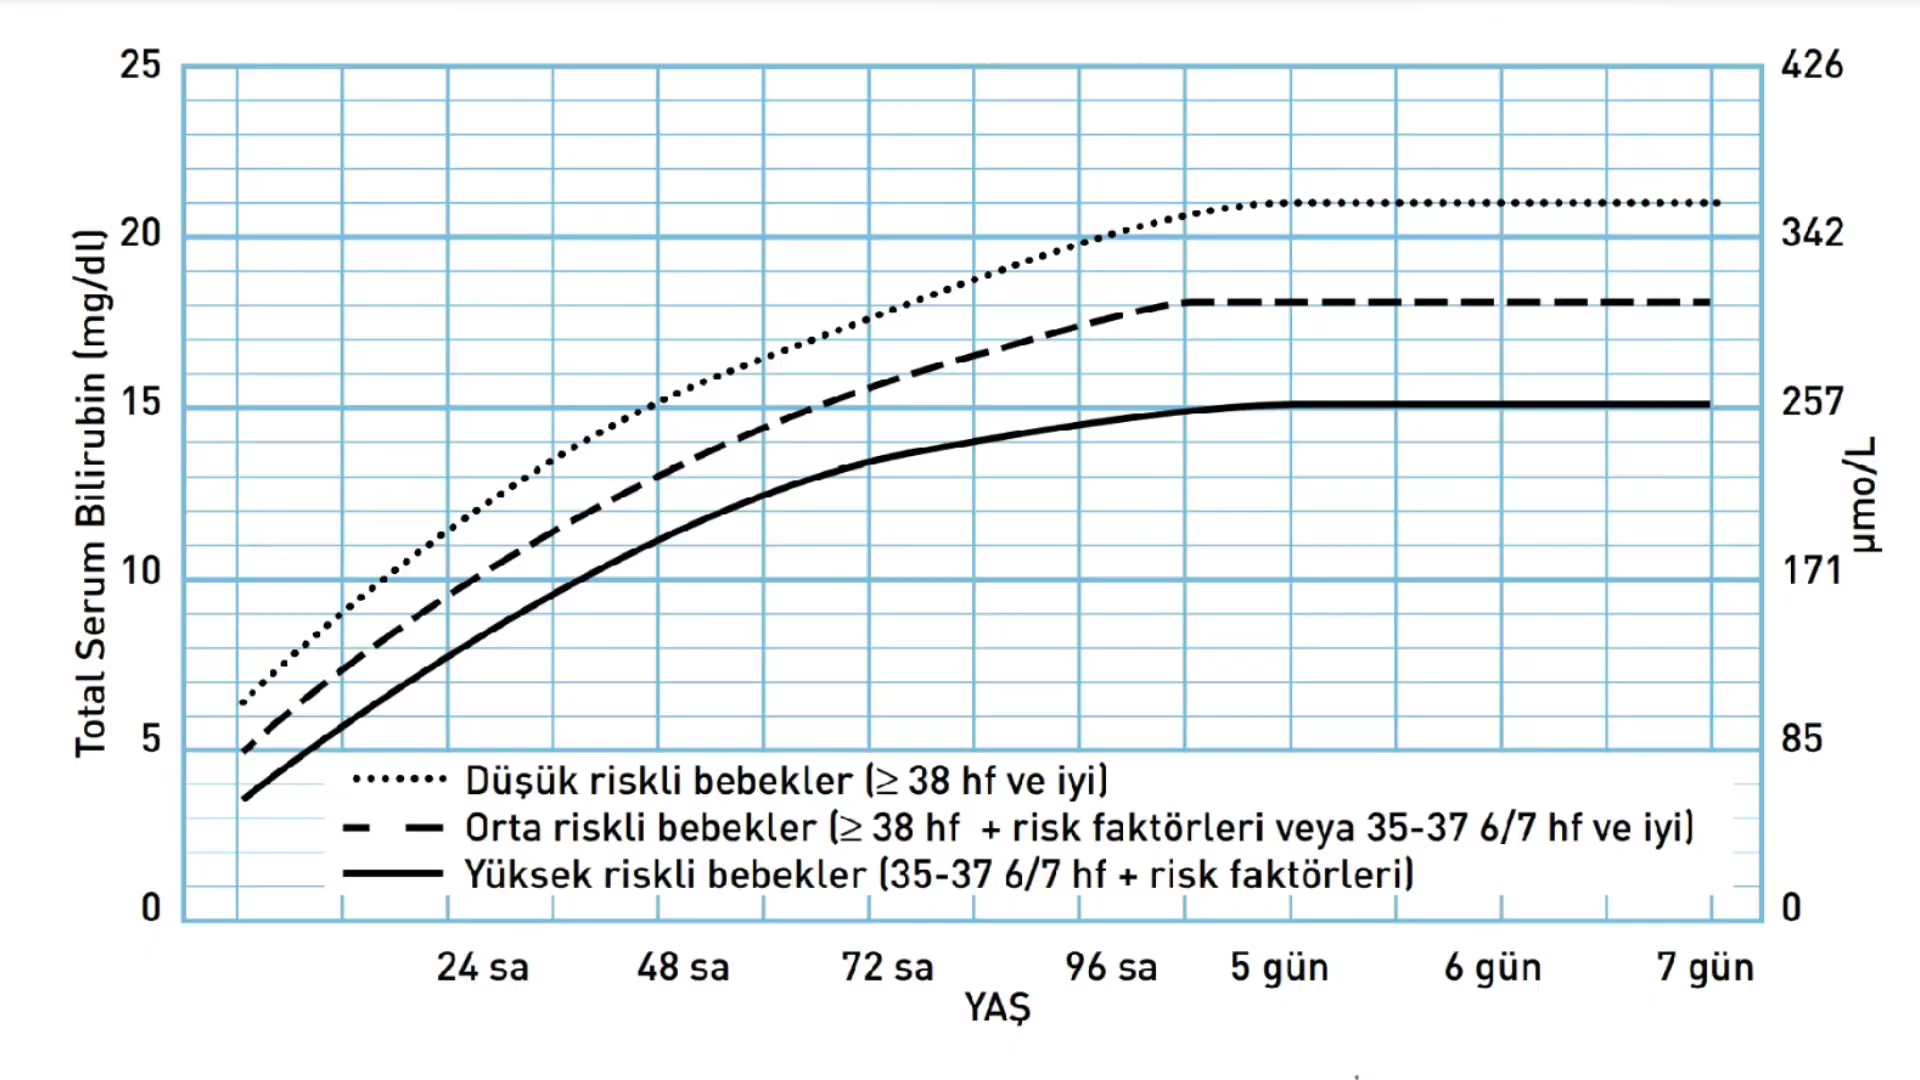 25
20
15
10
5
0
Total Serum Bilirubin (mg/dl)
426
342
257
171
85
0
µmo/L
Düşük riskli bebekler (≥ 38 hf ve iyi)
Orta riskli bebekler (≥ 38 hf + risk faktörleri veya 35-37 6/7 hf ve iyi)
Yüksek riskli bebekler (35-37 6/7 hf + risk faktörleri)
24 sa 48 sa 72 sa 96 sa 5 gün 6 gün 7 gün
YAŞ